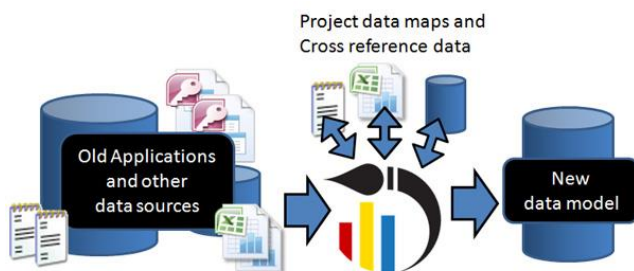 Project data maps and
Cross reference data
Old Applications
and other
data sources
New
data model